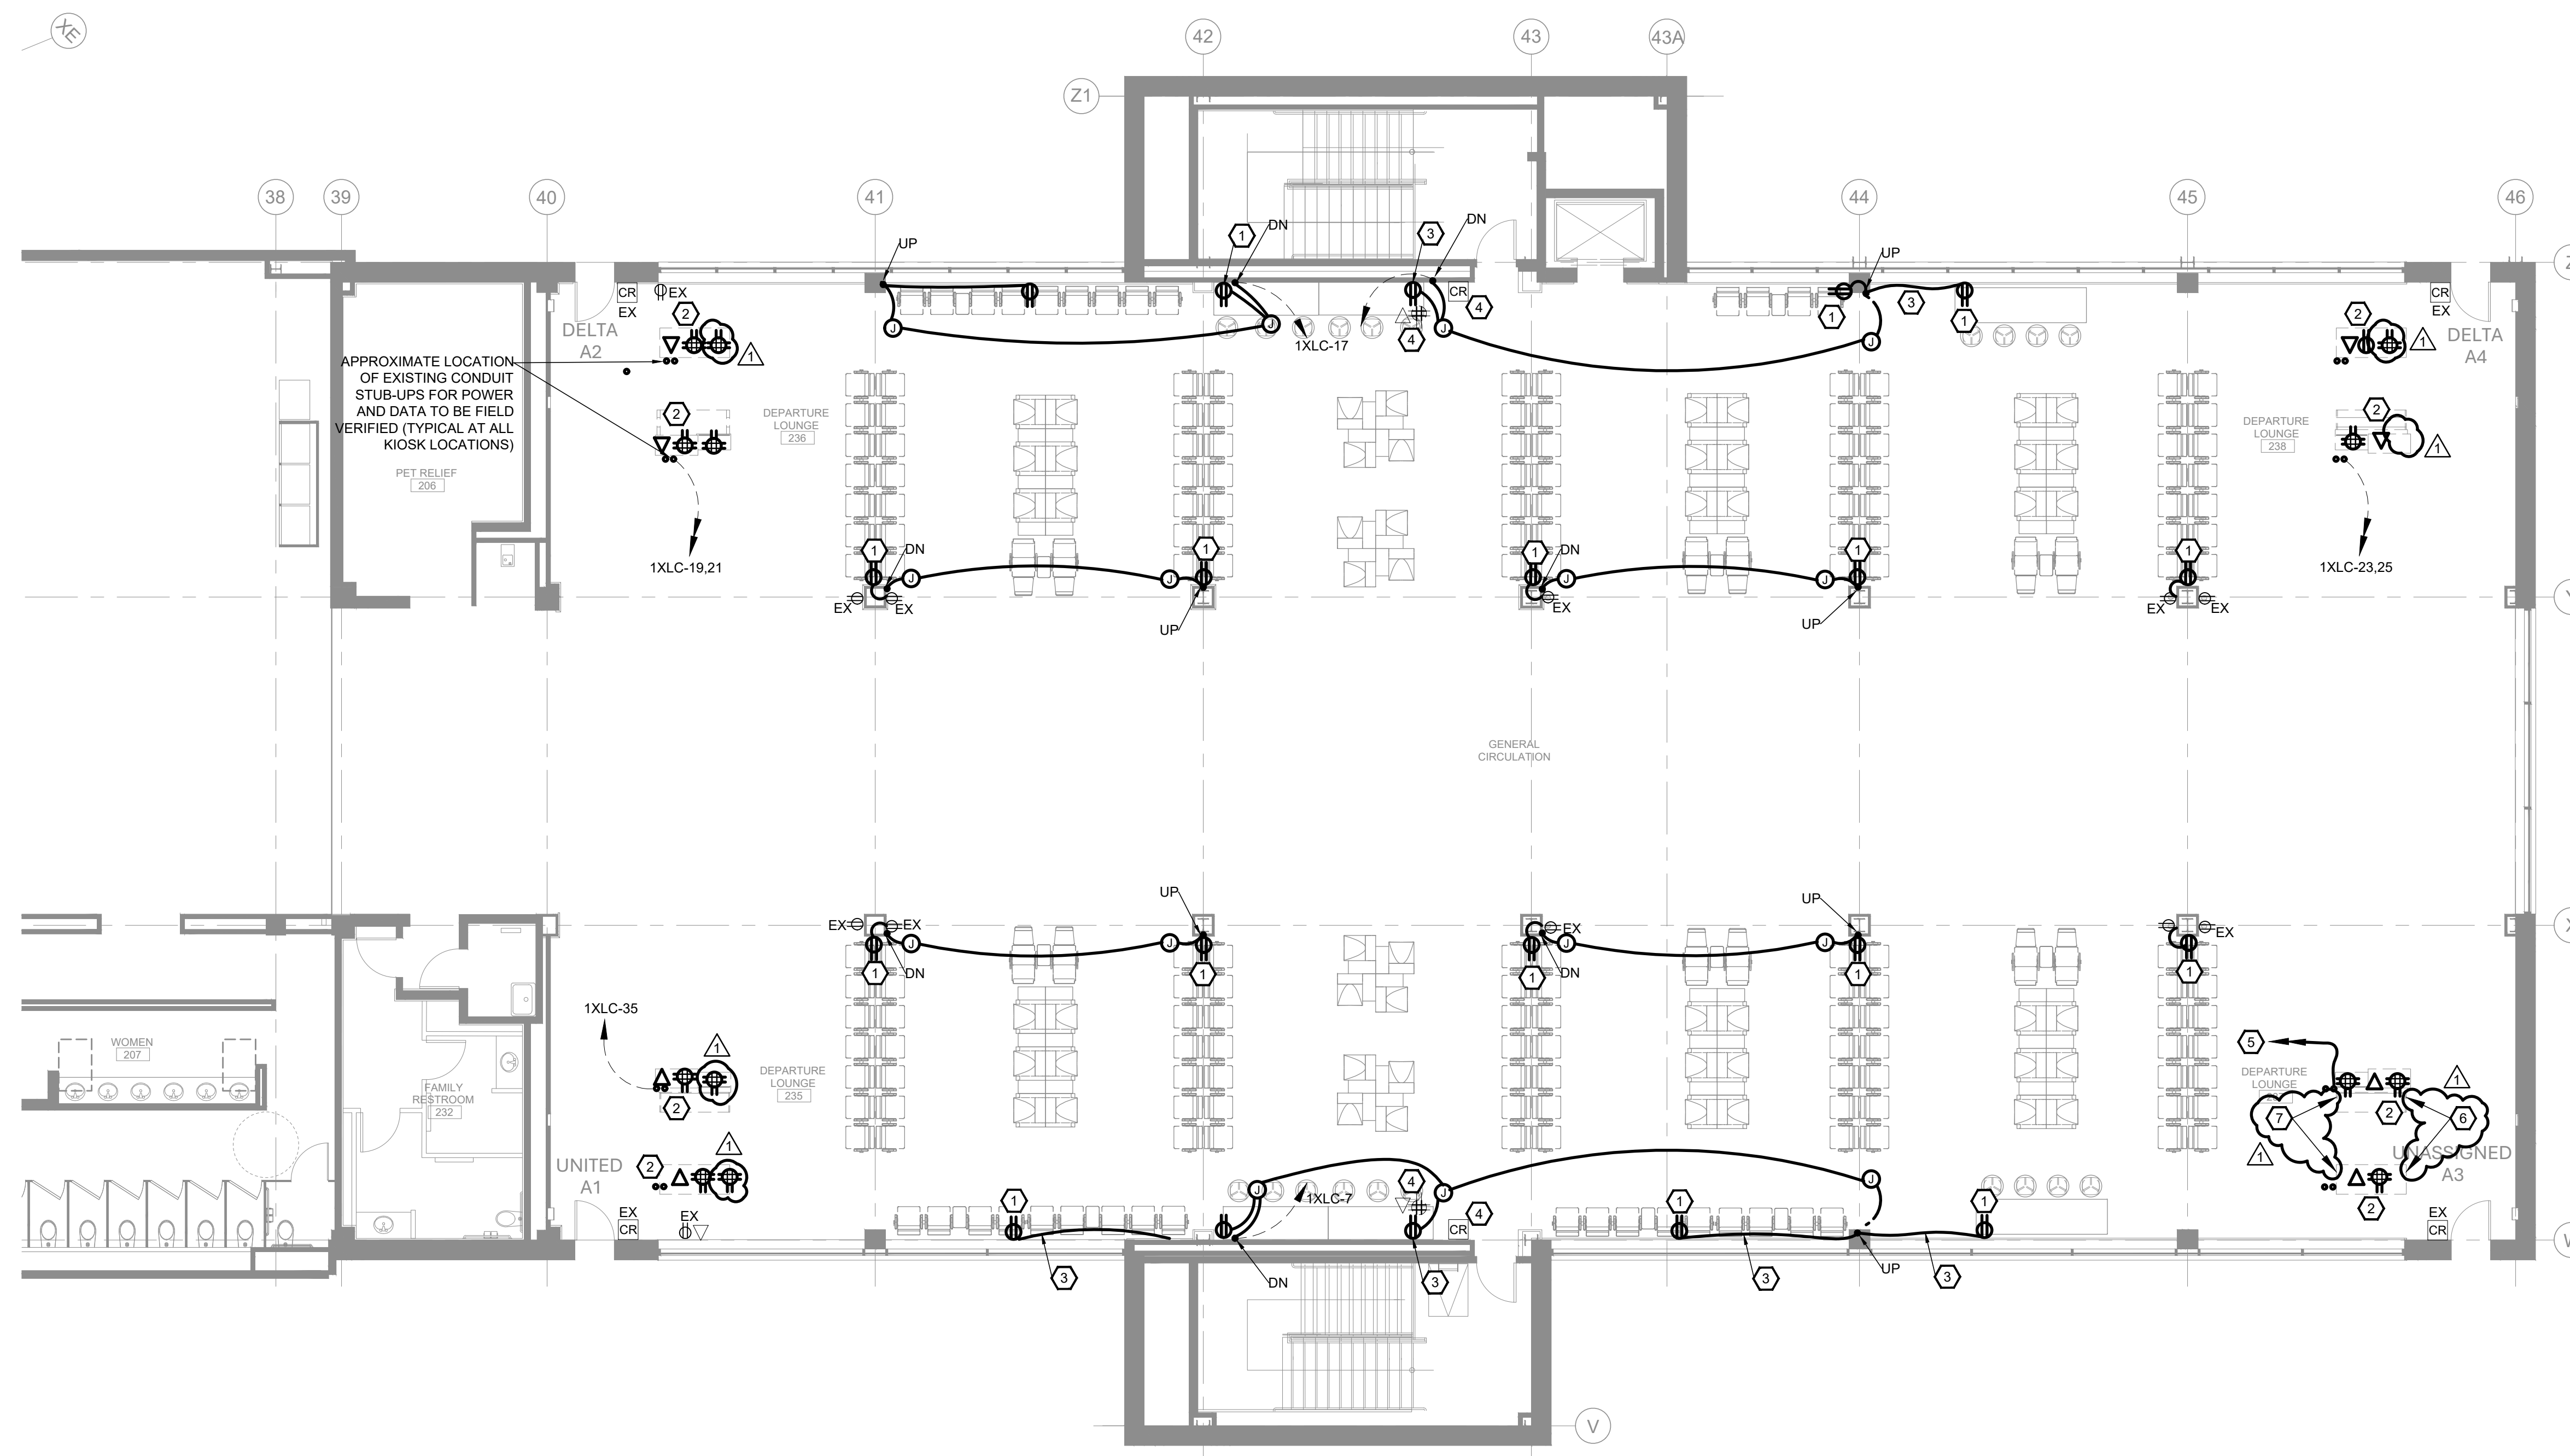 XE
42
43
43A
Z1
38
39
40
41
44
45
46
Z
UP
1
DN
3
DN
UP
CR
EX
EX
2
DELTA
A2
1
J
J
1XLC-17
4
J
CR
4
1
3
1
J
2
CR
EX
DELTA
A4
1
APPROXIMATE LOCATION
OF EXISTING CONDUIT
STUB-UPS FOR POWER
AND DATA TO BE FIELD
VERIFIED (TYPICAL AT ALL
KIOSK LOCATIONS)
2
DEPARTURE
LOUNGE
236
PET RELIEF
206
2
DEPARTURE
LOUNGE
238
1
1XLC-19,21
1XLC-23,25
1
DN
J
J
1
1
DN
J
J
1
1
EX
EX
UP
EX
UP
EX
EX
Y
GENERAL
CIRCULATION
UP
UP
EX
EX
J
J
1
DN
1
EX
J
J
1
DN
1
EX
1
X
1XLC-35
WOMEN
207
FAMILY
RESTROOM
232
1
2
DEPARTURE
LOUNGE
235
1
2
UNITED
A1
EX
CR
EX
5
DEPARTURE
LOUNGE
1
2
7
6
1
UNASSIGNED
A3
2
EX
CR
W
1
J
1XLC-7
4
J
4
CR
1
J
1
3
DN
3
3
UP
3
V